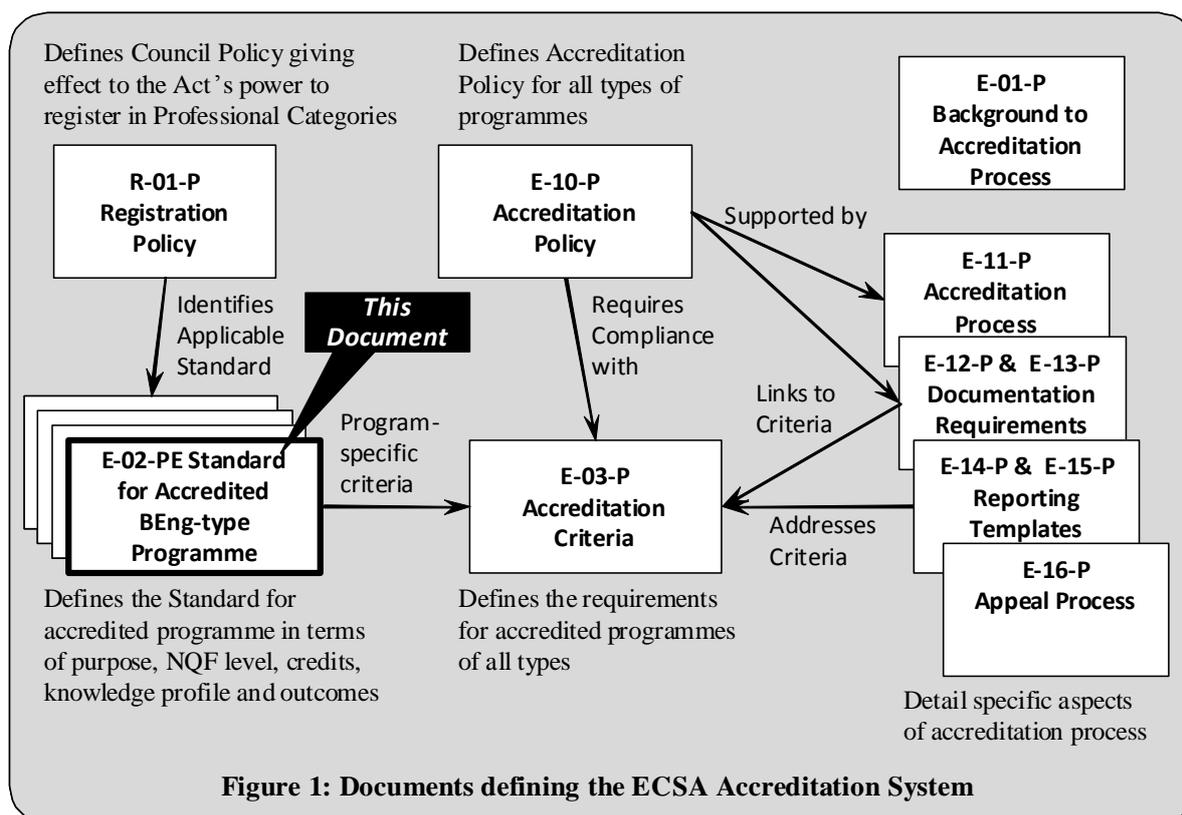 Defines Council Policy giving
effect to the Act's power to
register in Professional Categories
R-01-P
Registration
Policy
Identifies
Applicable
Standard
This
Document
E-02-PE Standard
for Accredited
BEng-type
Programme
Defines the Standard for
accredited programme in terms
of purpose, NQF level, credits,
knowledge profile and outcomes
Program-
specific
criteria
Defines Accreditation
Policy for all types of
programmes
E-10-P
Accreditation
Policy
Requires
Compliance
with
E-03-P
Accreditation
Criteria
Defines the requirements
for accredited programmes
of all types
Supported by
Links to
Criteria
Addresses
Criteria
E-01-P
Background to
Accreditation
Process
E-11-P
Accreditation
Process
E-12-P & E-13-P
Documentation
Requirements
E-14-P & E-15-P
Reporting
Templates
E-16-P
Appeal Process
Detail specific aspects
of accreditation process
Figure 1: Documents defining the ECSA Accreditation System